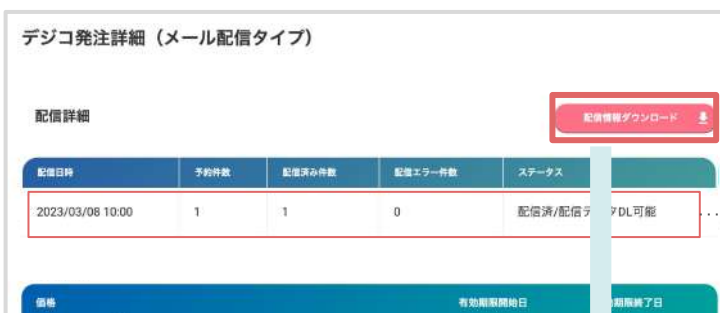 デジコ発注詳細（メール配信タイプ）
配信詳細
配信情報ダウンロード
配信日時 予約件数 配信済み件数 配信エラー件数 ステータス
2023/03/08 10:00 1 1 0 配信済/配信デ タDL可能 ...
価格 有効期限開始日 期限終了日